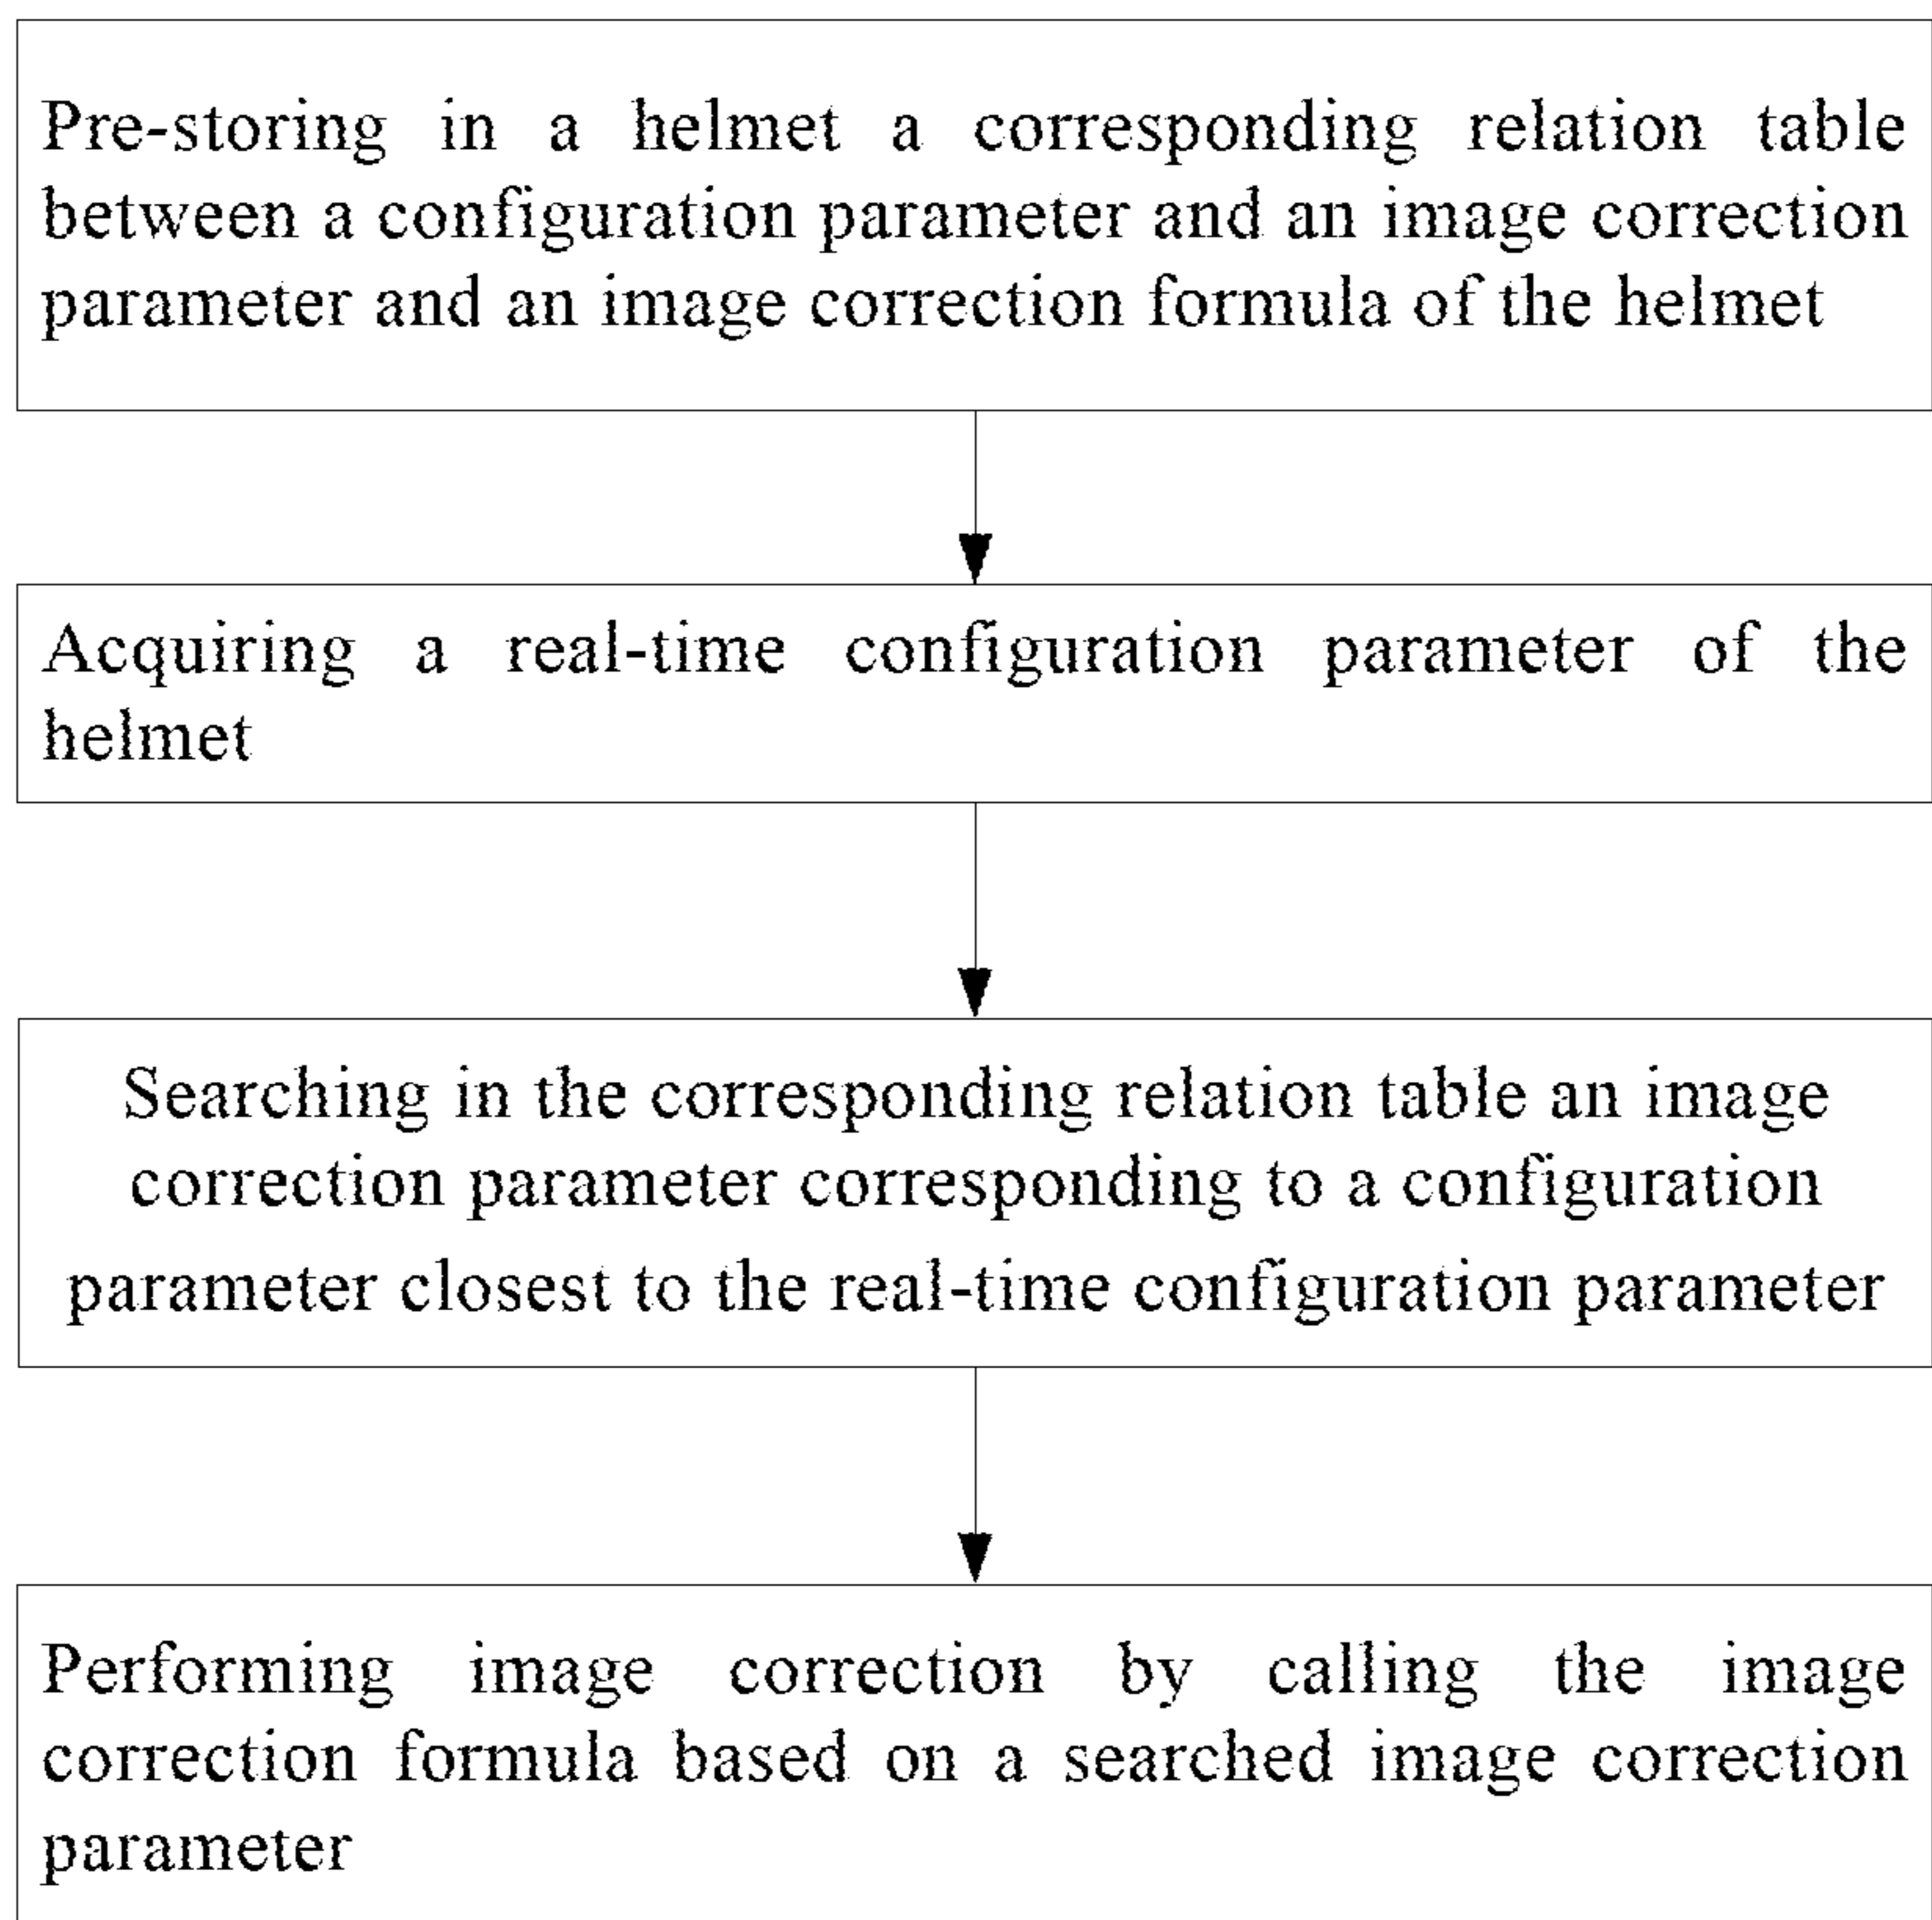 Pre-storing in a helmet a corresponding relation table
between a configuration parameter and an image correction
parameter and an image correction formula of the helmet
Acquiring a real-time configuration parameter of the
helmet
Searching in the corresponding relation table an image
correction parameter corresponding to a configuration
parameter closest to the real-time configuration parameter
Performing image correction by calling the image
correction formula based on a searched image correction
parameter